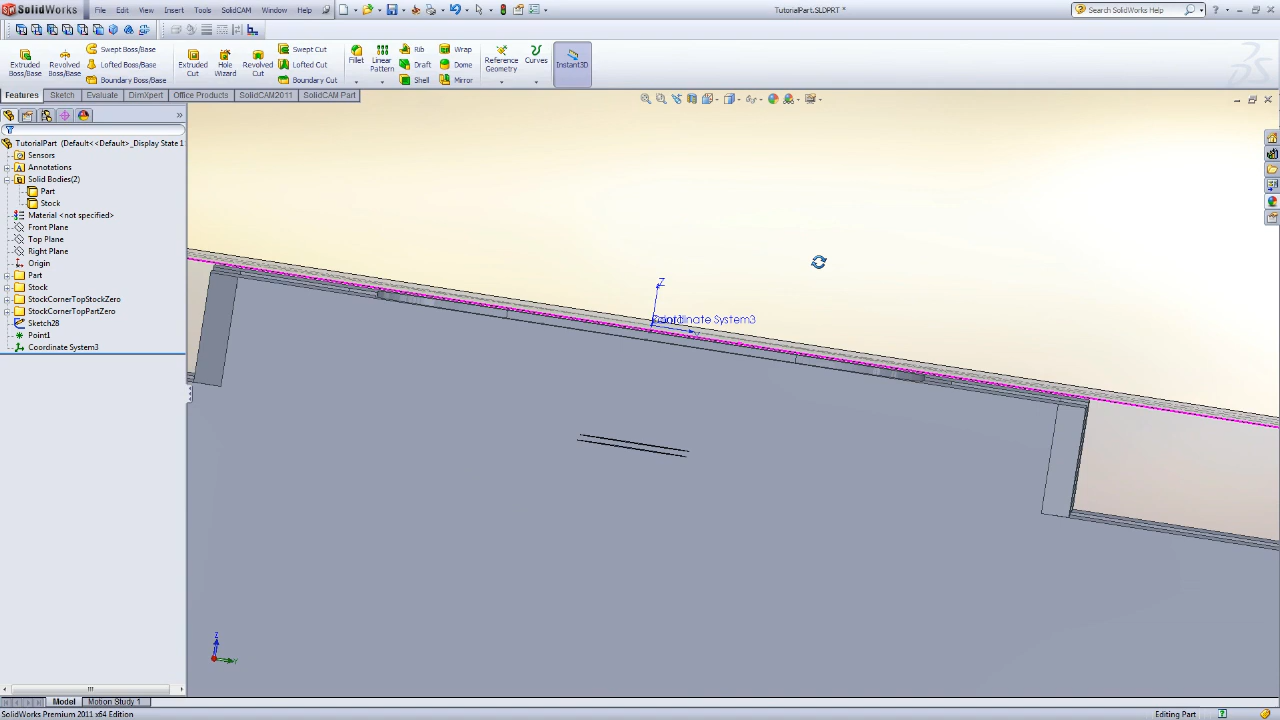 SolidWorks File Edit View Insert Tools SolidCAM Window Help TutorialPart.SLDPRT * Search SolidWorks Help
Extruded Boss/Base Revolved Boss/Base Swept Boss/Base Lofted Boss/Base Boundary Boss/Base Extruded Cut Hole Wizard Revolved Cut Swept Cut Lofted Cut Boundary Cut Fillet Linear Pattern Rib Draft Shell Wrap Dome Mirror Reference Geometry Curves Instant3D
Features Sketch Evaluate DimXpert Office Products SolidCAM2011 SolidCAM Part
TutorialPart (Default<<Default>_Display State 1
Sensors
Annotations
Solid Bodies(2)
Part
Stock
Material <not specified>
Front Plane
Top Plane
Right Plane
Origin
Part
Stock
StockCornerTopStockZero
StockCornerTopPartZero
Sketch28
Point1
Coordinate System3
Z
Coordinate System3
Z
Y
Model Motion Study 1
SolidWorks Premium 2011 x64 Edition Editing Part